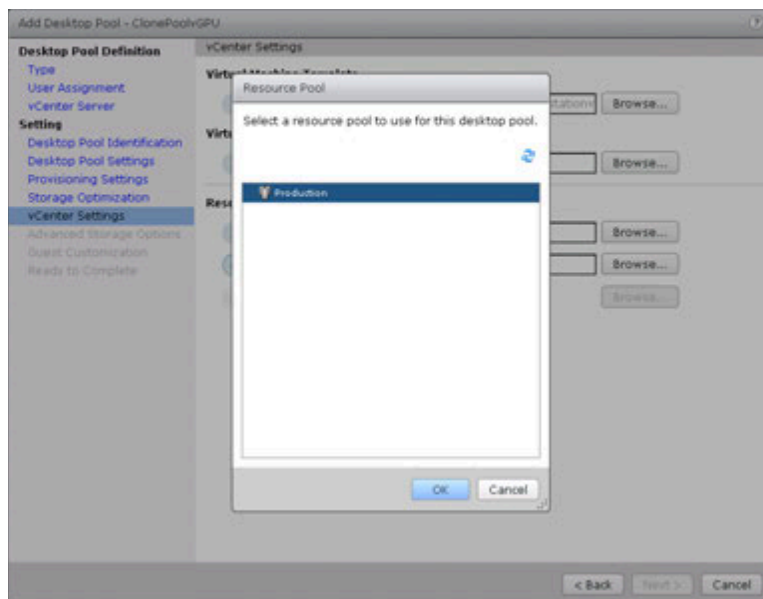 Add Desktop Pool - ClonePoolvGPU
?
Desktop Pool Definition
Type
User Assignment
vCenter Server
Setting
Desktop Pool Identification
Desktop Pool Settings
Provisioning Settings
Storage Optimization
vCenter Settings
Advanced Storage Options
Guest Customization
Ready to Complete
vCenter Settings
Browse...
Browse...
Browse...
Browse...
Browse...
Resource Pool
Select a resource pool to use for this desktop pool.
Production
OK
Cancel
< Back
Next >
Cancel